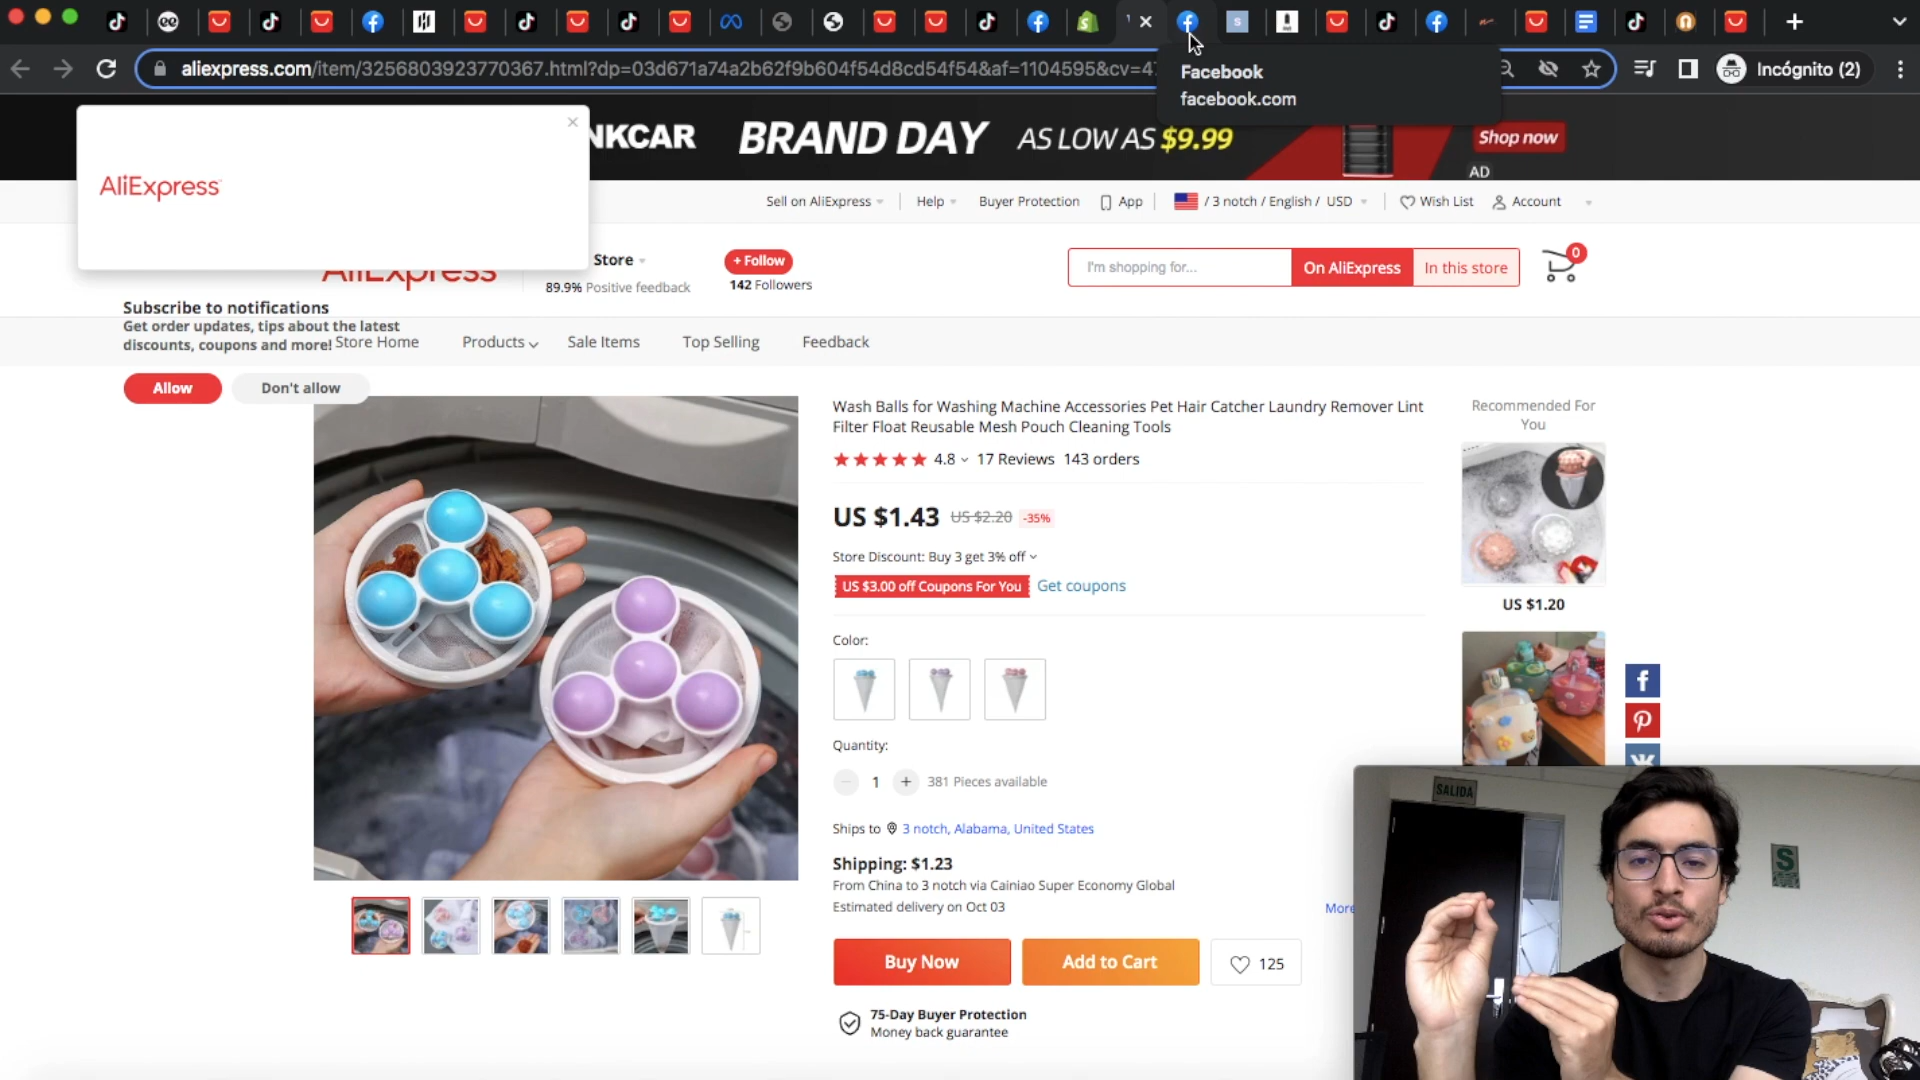 aliexpress.com/item/3256803923770367.html?dp=03d671a74a2b62f9b604f54d8cd54f54&af=1104595&cv=47
Incógnito (2)
Facebook
facebook.com
NKCAR BRAND DAY AS LOW AS $9.99 Shop now
AD
AliExpress
Sell on AliExpress Help Buyer Protection App / 3 notch / English / USD Wish List Account
AliExpress
Store
+ Follow
89.9% Positive feedback
142 Followers
I'm shopping for...
On AliExpress
In this store
0
Subscribe to notifications
Get order updates, tips about the latest
discounts, coupons and more!
Store Home Products Sale Items Top Selling Feedback
Allow
Don't allow
Wash Balls for Washing Machine Accessories Pet Hair Catcher Laundry Remover Lint
Filter Float Reusable Mesh Pouch Cleaning Tools
4.8 17 Reviews 143 orders
US $1.43 US $2.20 -35%
Store Discount: Buy 3 get 3% off
US $3.00 off Coupons For You Get coupons
Color:
Quantity:
1 381 Pieces available
Ships to 3 notch, Alabama, United States
Shipping: $1.23
From China to 3 notch via Cainiao Super Economy Global
Estimated delivery on Oct 03
More
Buy Now
Add to Cart
125
75-Day Buyer Protection
Money back guarantee
Recommended For
You
US $1.20
SALIDA
S